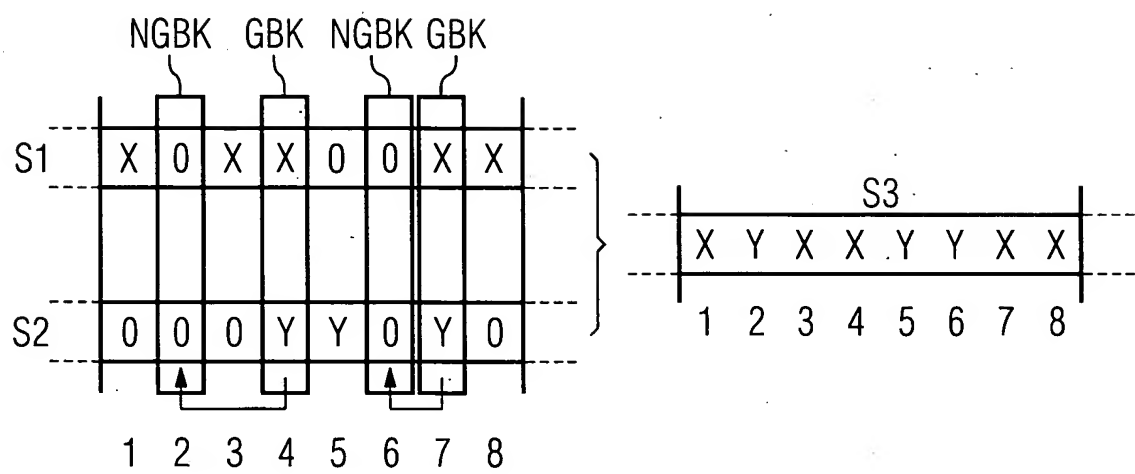 NGBK GBK NGBK GBK
S1 X 0 X X 0 0 X X
S3
X Y X X Y Y X X
1 2 3 4 5 6 7 8
S2 0 0 0 Y Y 0 Y 0
1 2 3 4 5 6 7 8